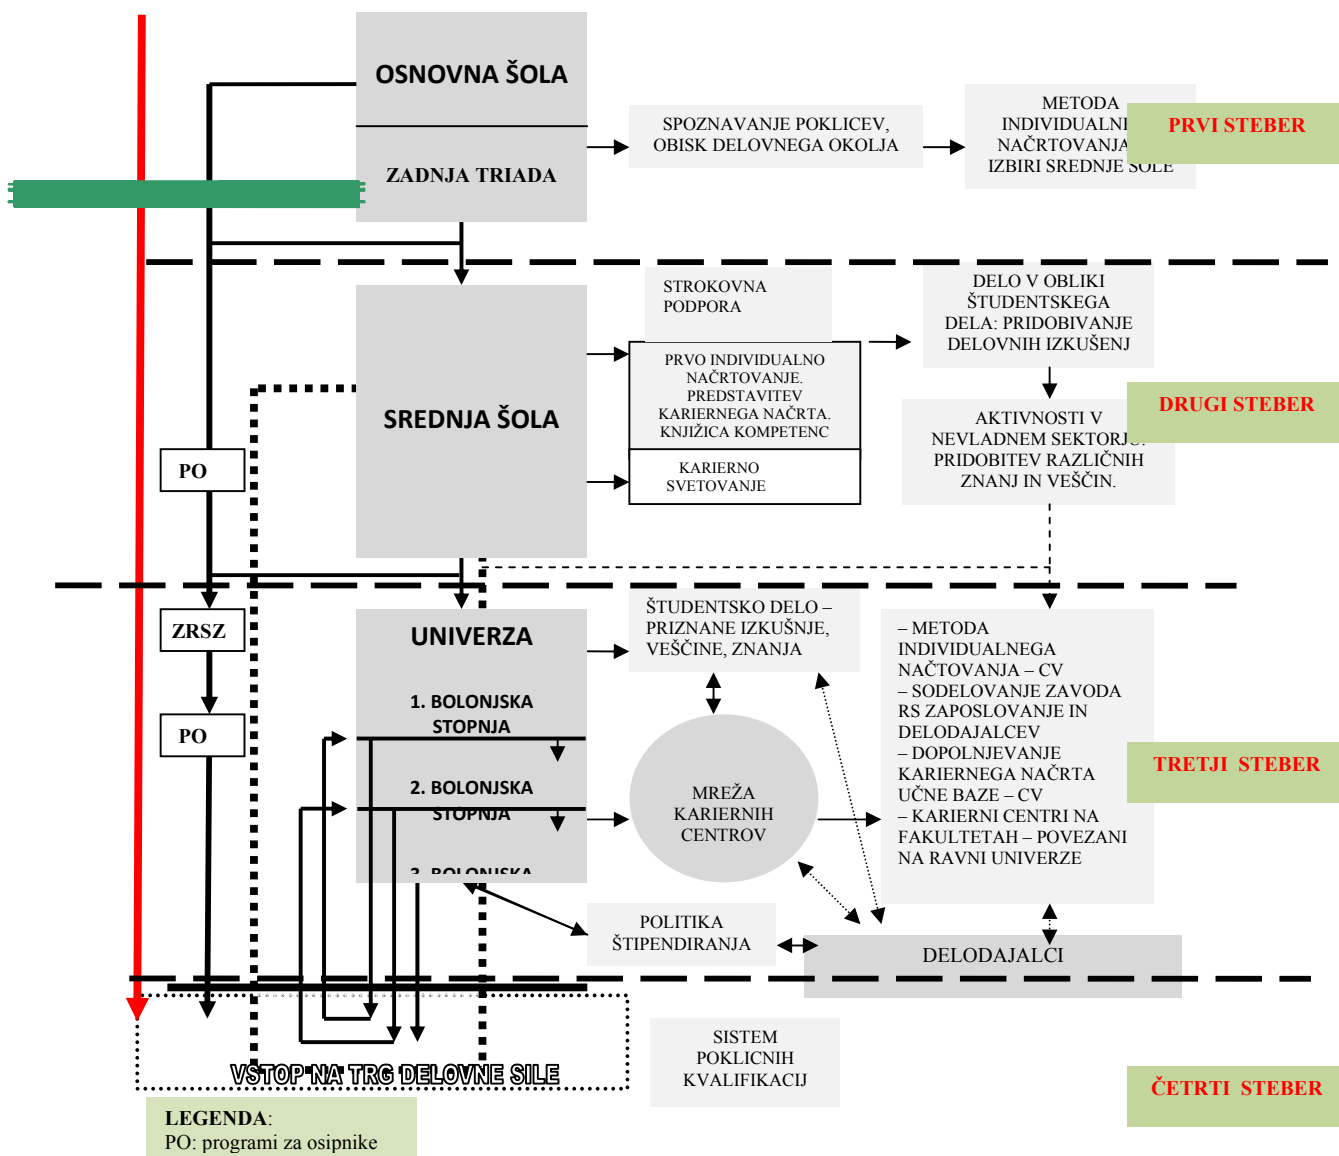 OSNOVNA ŠOLA
ZADNJA TRIADA
SPOZNAVANJE POKLICEV,
OBISK DELOVNEGA OKOLJA
METODA
NAČRTOVANJA
IZBIRI SREDNJE ŠOLE
PRVI STEBER
SREDNJA ŠOLA
STROKOVNA
PODPORA
PRVO INDIVIDUALNO
NAČRTOVANJE.
PREDSTAVITEV
KARIERNEGA NAČRTA.
KNJIŽICA KOMPETENC
KARIERNO
SVETOVANJE
DELO V OBLIKI
ŠTUDENTSKEGA
DELA: PRIDOBIVANJE
DELOVNIH IZKUŠENJ
AKTIVNOSTI V
NEVLADNEM SEKTORJU:
PRIDOBITEV RAZLIČNIH
ZNANJ IN VEŠČIN.
DRUGI STEBER
PO
ZRSZ
PO
UNIVERZA
1. BOLONJSKA
STOPNJA
2. BOLONJSKA
STOPNJA
3. BOLONJSKA
ŠTUDENTSKO DELO –
PRIZNANE IZKUŠNJE,
VEŠČINE, ZNANJA
MREŽA
KARIERNIH
CENTROV
– METODA
INDIVIDUALNEGA
NAČTOVANJA – CV
– SODELOVANJE ZAVODA
RS ZAPOSLOVANJE IN
DELODAJALCEV
– DOPOLNJEVANJE
KARIERNEGA NAČRTA
UČNE BAZE – CV
– KARIERNI CENTRI NA
FAKULTETAH – POVEZANI
NA RAVNI UNIVERZE
TRETJI STEBER
POLITIKA
ŠTIPENDIRANJA
DELODAJALCI
VSTOP NA TRG DELOVNE SILE
SISTEM
POKLICNIH
KVALIFIKACIJ
ČETRTI STEBER
LEGENDA:
PO: programi za osipnike